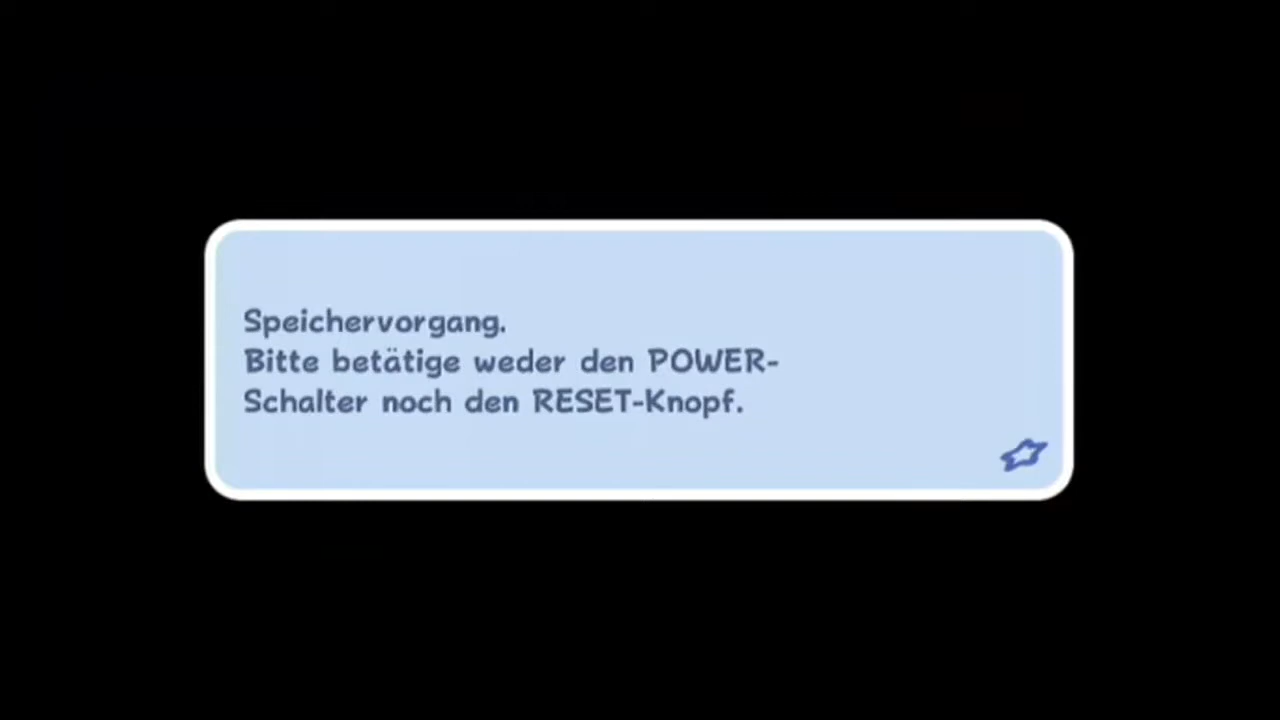 Speichervorgang.
Bitte betätige weder den POWER-
Schalter noch den RESET-Knopf.